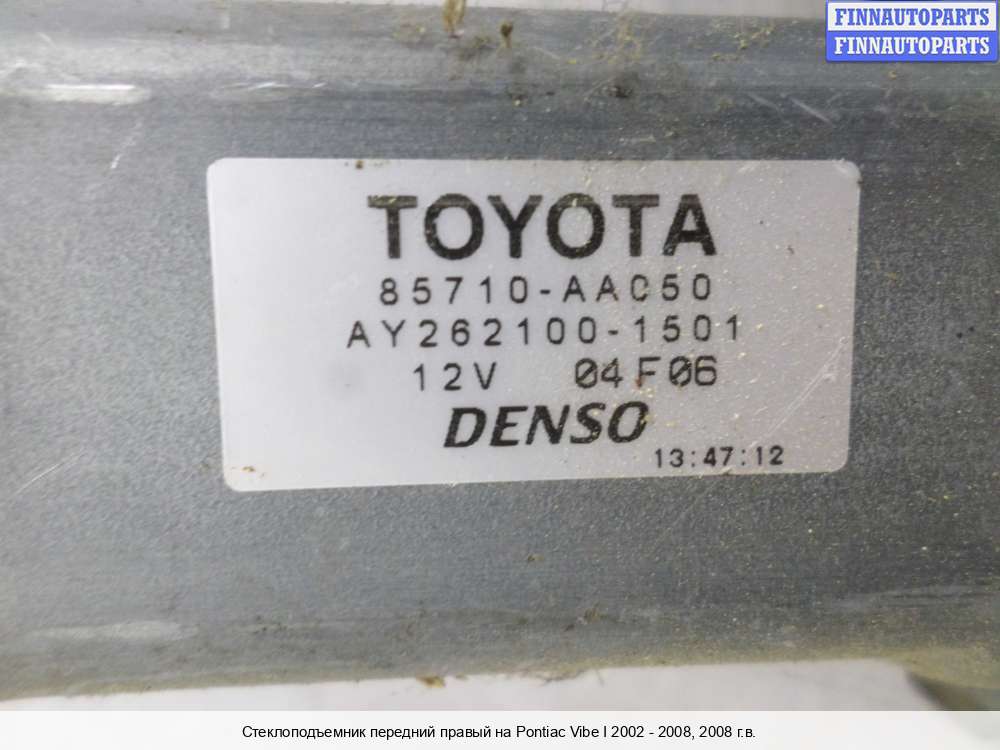 FINNAUTOPARTS
FINNAUTOPARTS
TOYOTA
85710-AAC50
AY262100-1501
12V 04F06
DENSO
13:47:12
Стеклоподъемник передний правый на Pontiac Vibe I 2002 - 2008, 2008 г.в.